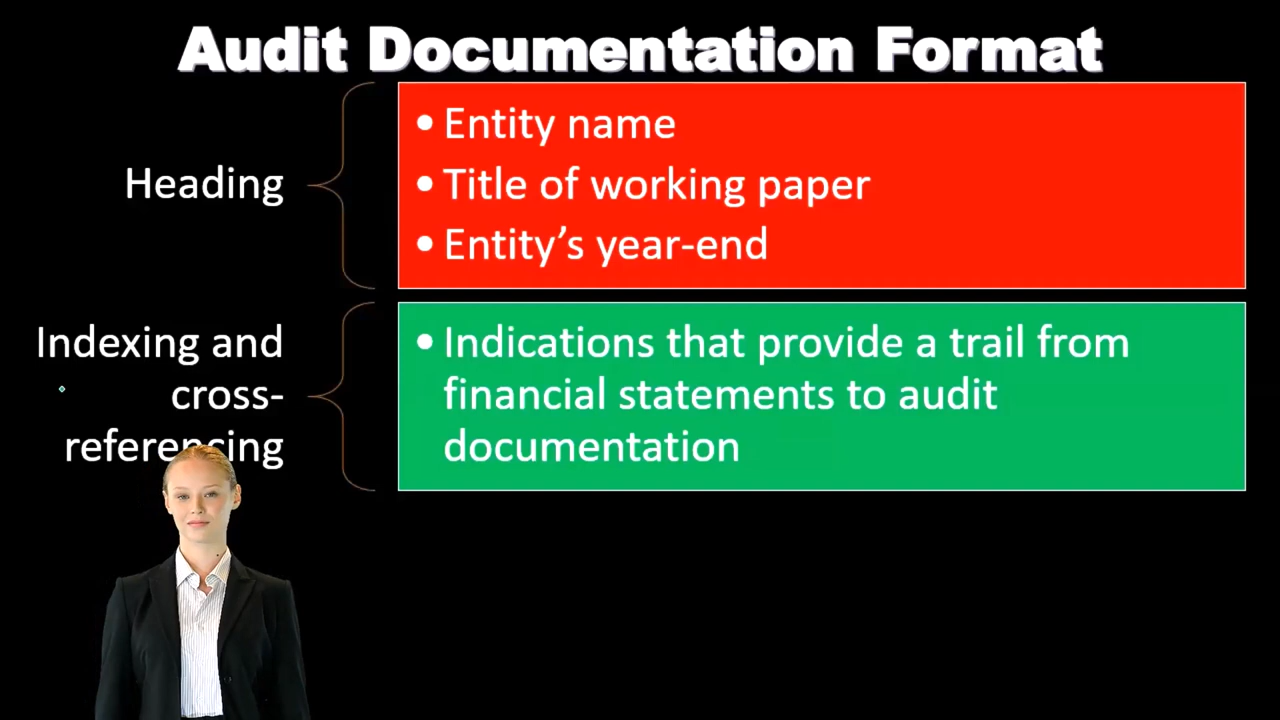 Audit Documentation Format
Heading
• Entity name
• Title of working paper
• Entity’s year-end
Indexing and
cross-
referencing
• Indications that provide a trail from
financial statements to audit
documentation